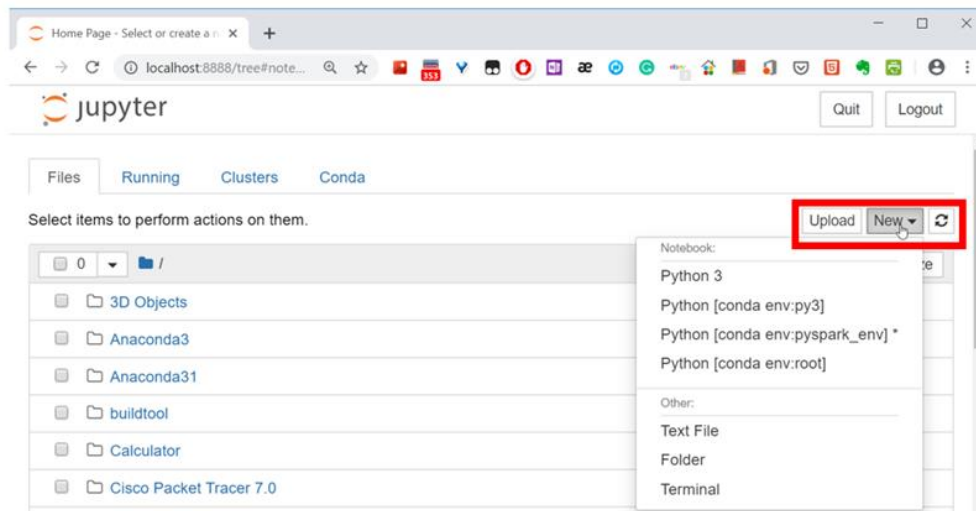 Home Page - Select or create a n
localhost:8888/tree#note...
353
jupyter
Quit
Logout
Files
Running
Clusters
Conda
Select items to perform actions on them.
Upload
New
0
/
Notebook:
Python 3
Python [conda env:py3]
Python [conda env:pyspark_env] *
Python [conda env:root]
Other:
Text File
Folder
Terminal
3D Objects
Anaconda3
Anaconda31
buildtool
Calculator
Cisco Packet Tracer 7.0